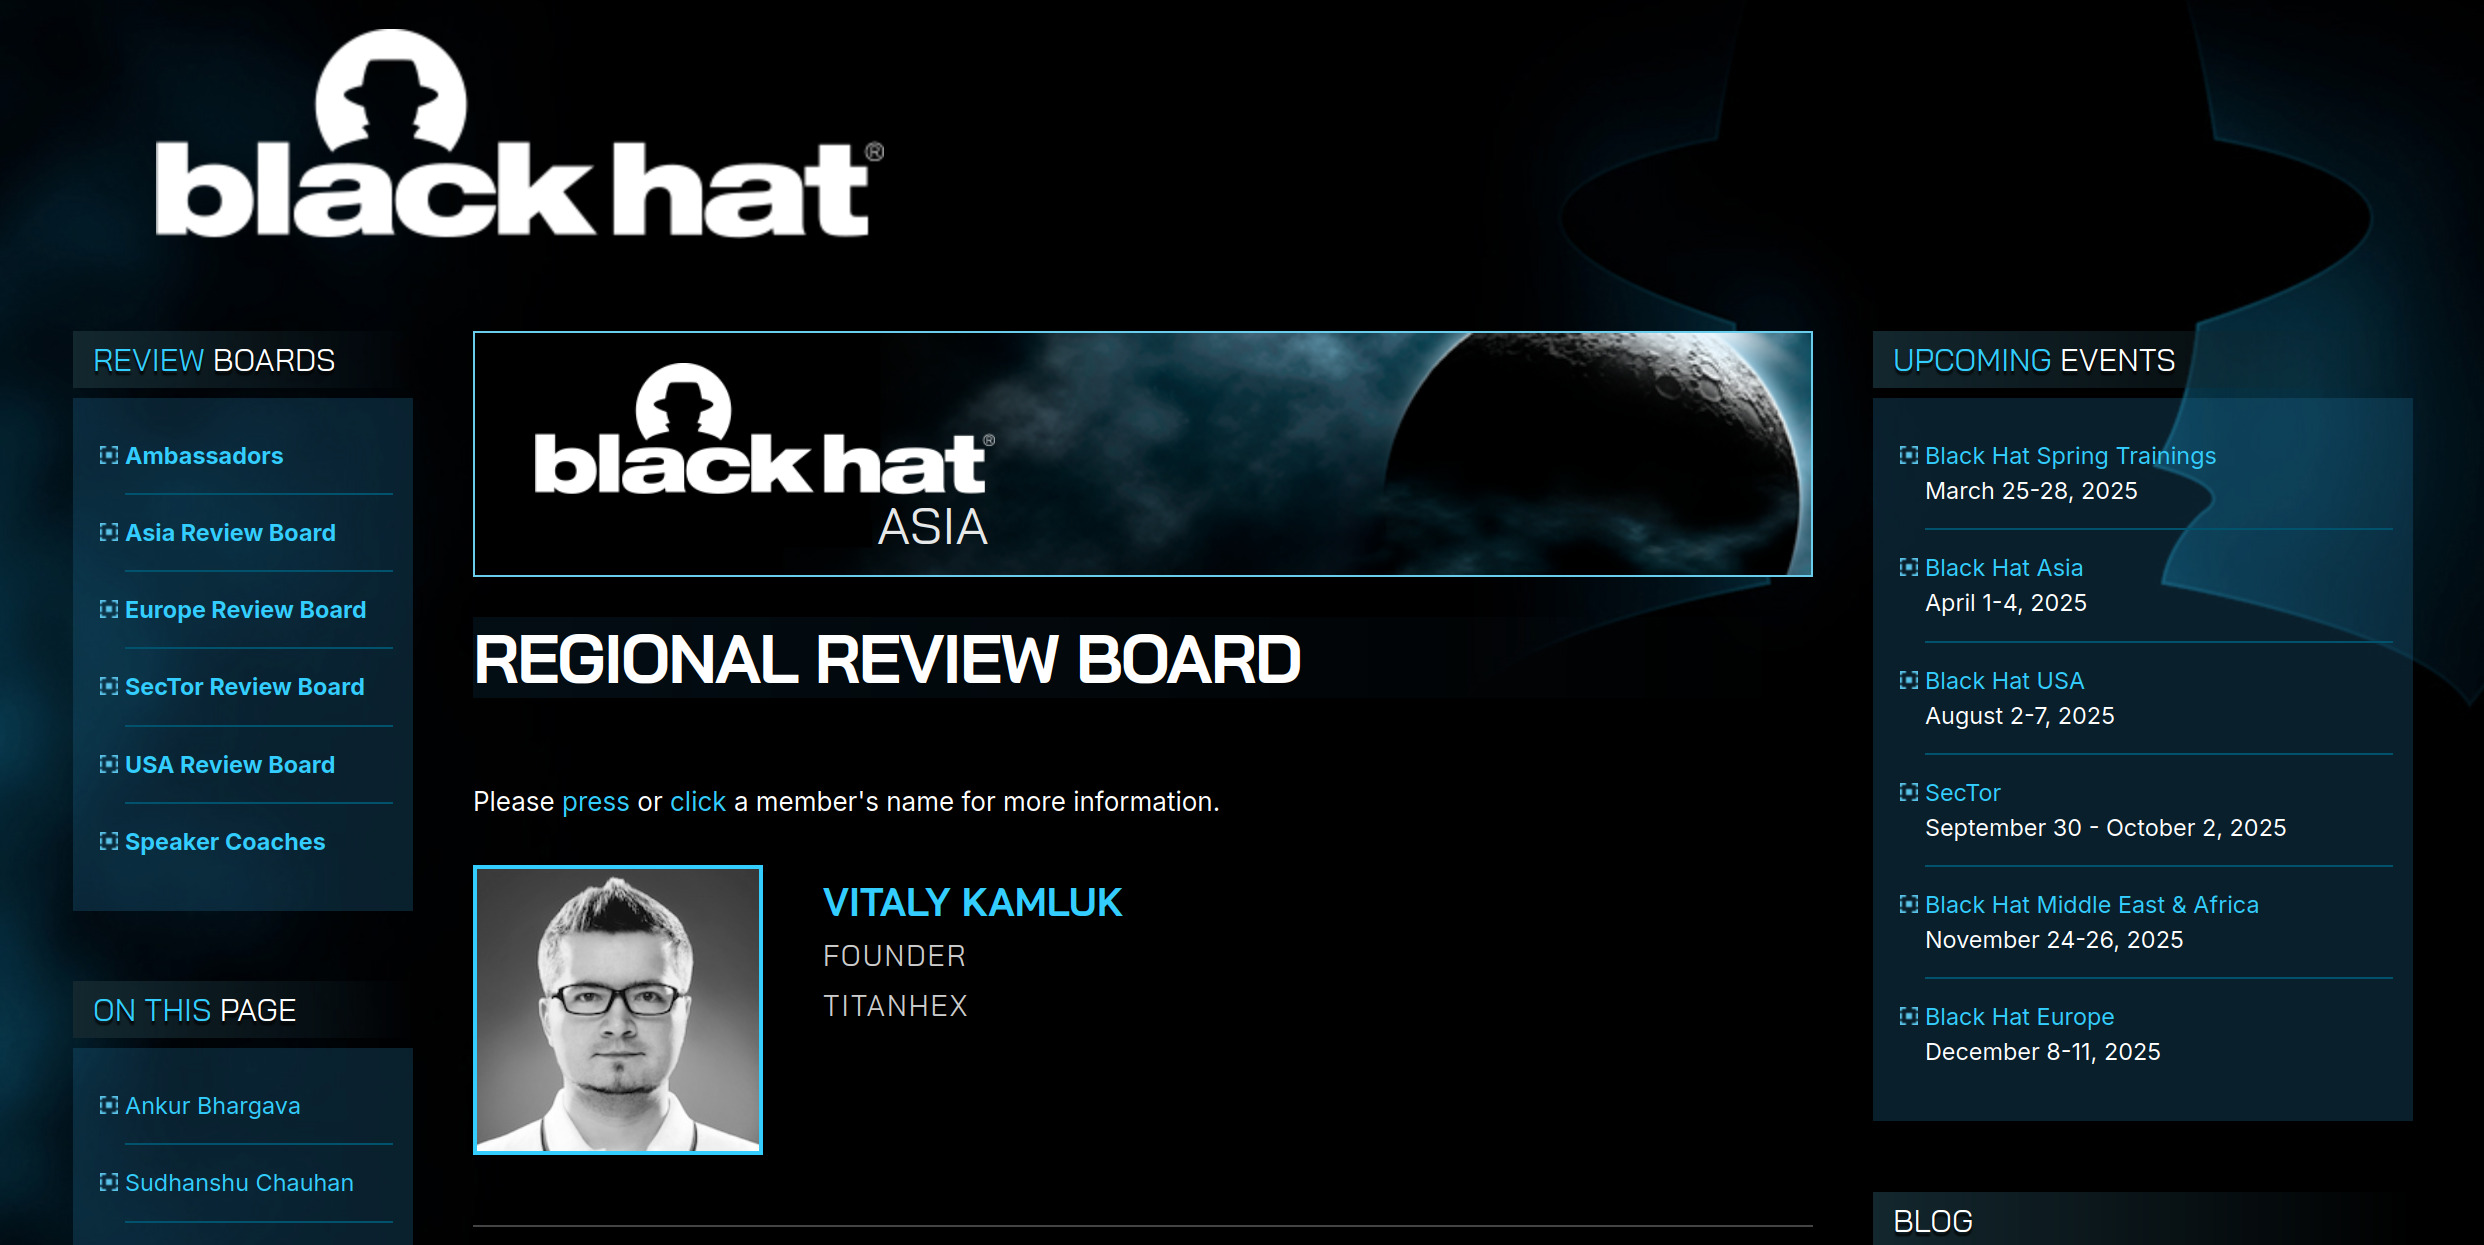 blackhat®
REVIEW BOARDS
Ambassadors
Asia Review Board
Europe Review Board
SecTor Review Board
USA Review Board
Speaker Coaches
ON THIS PAGE
Ankur Bhargava
Sudhanshu Chauhan
blackhat®
ASIA
REGIONAL REVIEW BOARD
Please press or click a member's name for more information.
VITALY KAMLUK
FOUNDER
TITANHEX
UPCOMING EVENTS
Black Hat Spring Trainings
March 25-28, 2025
Black Hat Asia
April 1-4, 2025
Black Hat USA
August 2-7, 2025
SecTor
September 30 - October 2, 2025
Black Hat Middle East & Africa
November 24-26, 2025
Black Hat Europe
December 8-11, 2025
BLOG